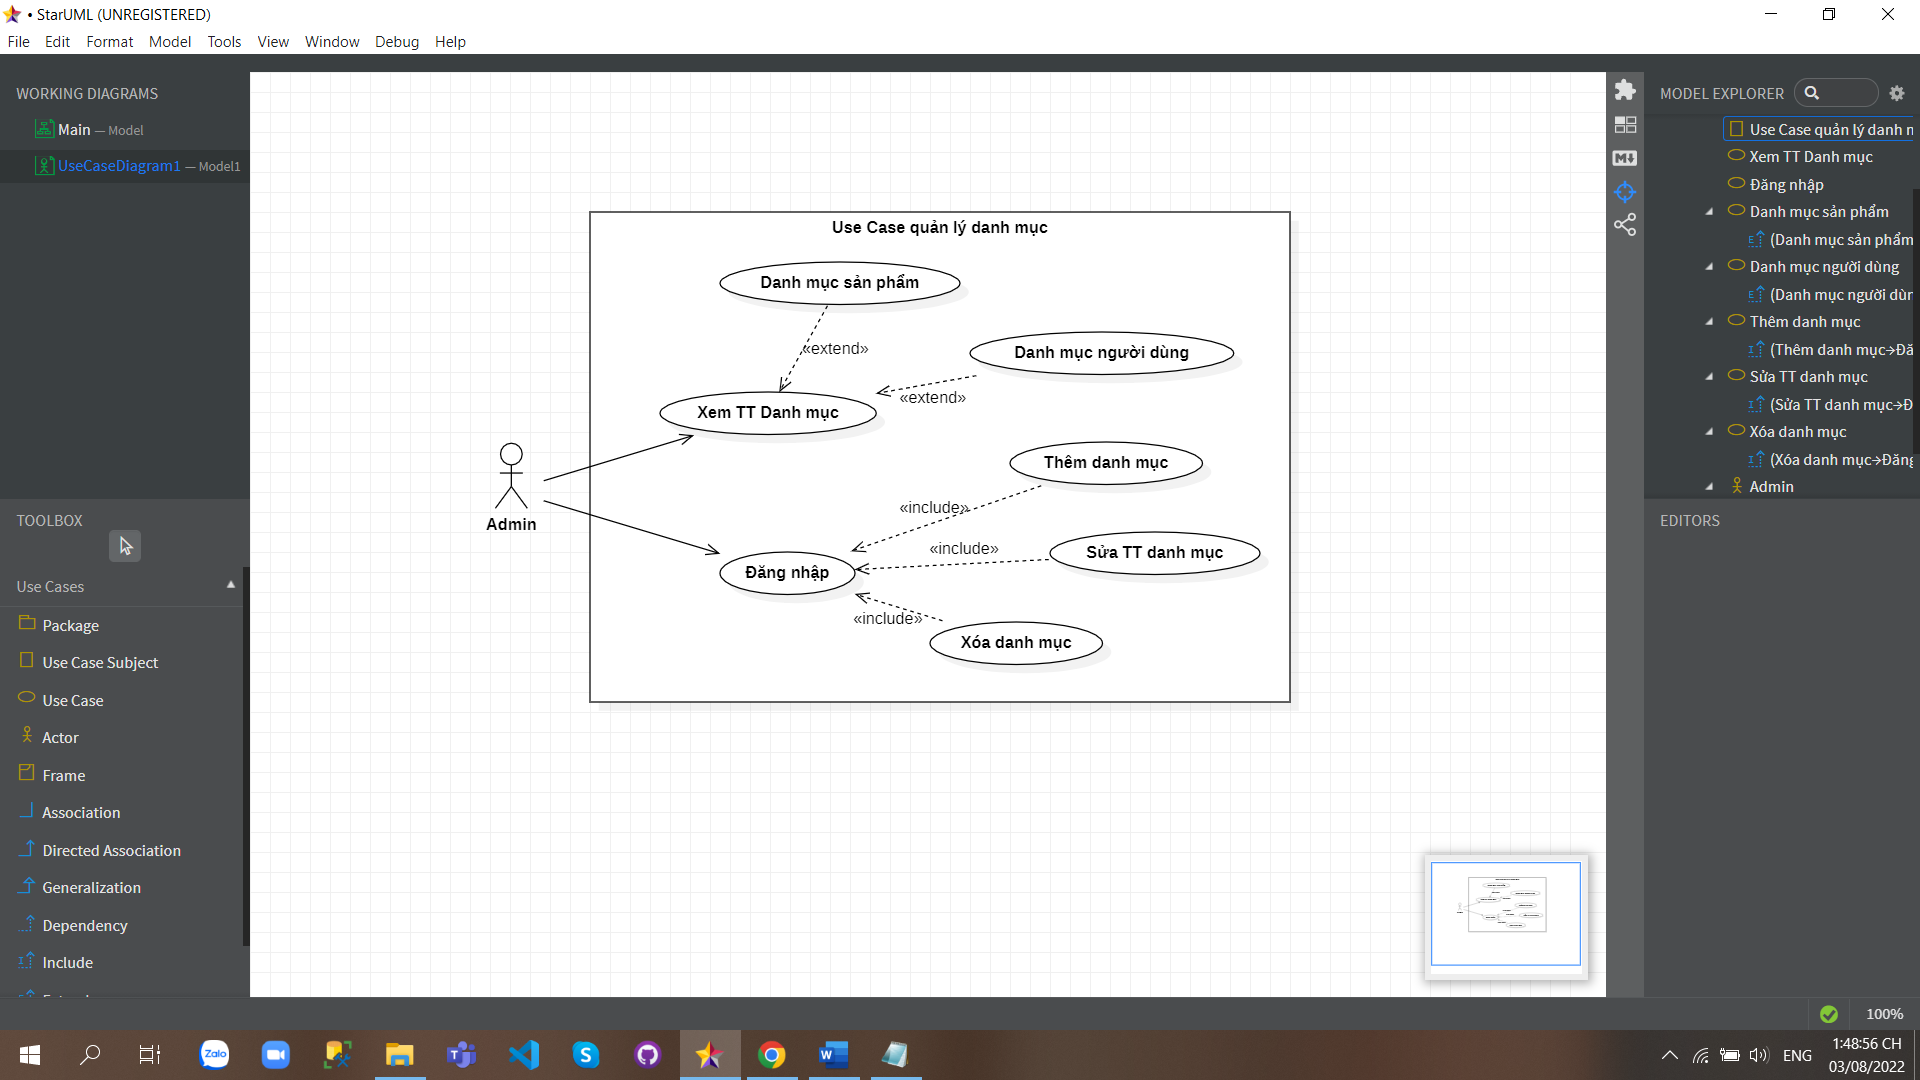 • StarUML (UNREGISTERED)
File Edit Format Model Tools View Window Debug Help
WORKING DIAGRAMS
Main — Model
UseCaseDiagram1 — Model1
TOOLBOX
Use Cases
Package
Use Case Subject
Use Case
Actor
Frame
Association
Directed Association
Generalization
Dependency
Include
Use Case quản lý danh mục
Danh mục sản phẩm
«extend»
Danh mục người dùng
«extend»
Xem TT Danh mục
Admin
Thêm danh mục
«include»
Sửa TT danh mục
«include»
Đăng nhập
«include»
Xóa danh mục
MODEL EXPLORER
Use Case quản lý danh
Xem TT Danh mục
Đăng nhập
Danh mục sản phẩm
(Danh mục sản phẩm
Danh mục người dùng
(Danh mục người
Thêm danh mục
(Thêm danh mục→
Sửa TT danh mục
(Sửa TT danh mục→
Xóa danh mục
(Xóa danh mục→
Admin
EDITORS
100%
Zalo
ENG
1:48:56 CH
03/08/2022